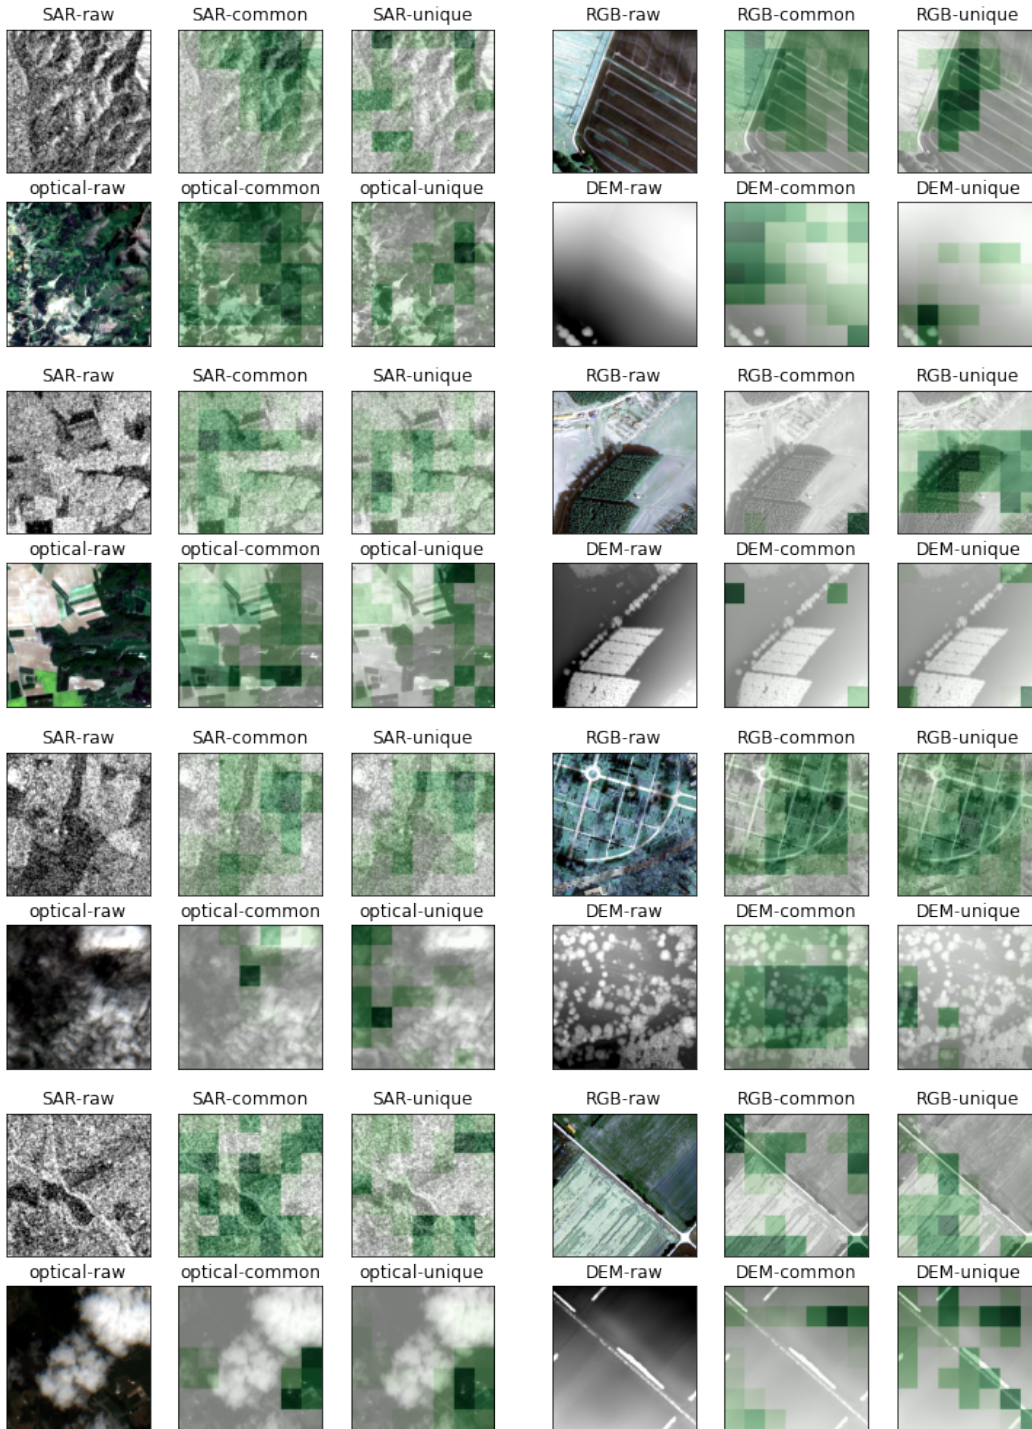 SAR-raw SAR-common SAR-unique RGB-raw RGB-common RGB-unique
optical-raw optical-common optical-unique DEM-raw DEM-common DEM-unique
SAR-raw SAR-common SAR-unique RGB-raw RGB-common RGB-unique
optical-raw optical-common optical-unique DEM-raw DEM-common DEM-unique
SAR-raw SAR-common SAR-unique RGB-raw RGB-common RGB-unique
optical-raw optical-common optical-unique DEM-raw DEM-common DEM-unique
SAR-raw SAR-common SAR-unique RGB-raw RGB-common RGB-unique
optical-raw optical-common optical-unique DEM-raw DEM-common DEM-unique